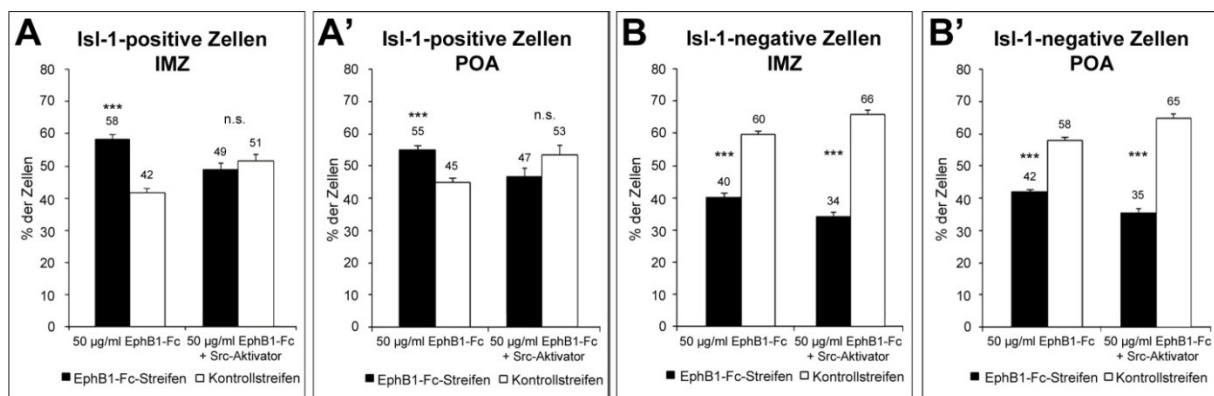 A
Isl-1-positive Zellen
IMZ
% der Zellen
80
70
60
50
40
30
20
10
0
***
58
42
n.s.
49
51
50 µg/ml EphB1-Fc
50 µg/ml EphB1-Fc
+ Src-Aktivator
EphB1-Fc-Streifen
Kontrollstreifen
A'
Isl-1-positive Zellen
POA
% der Zellen
80
70
60
50
40
30
20
10
0
***
55
45
n.s.
47
53
50 µg/ml EphB1-Fc
50 µg/ml EphB1-Fc
+ Src-Aktivator
EphB1-Fc-Streifen
Kontrollstreifen
B
Isl-1-negative Zellen
IMZ
% der Zellen
80
70
60
50
40
30
20
10
0
***
40
60
***
34
66
50 µg/ml EphB1-Fc
50 µg/ml EphB1-Fc
+ Src-Aktivator
EphB1-Fc-Streifen
Kontrollstreifen
B'
Isl-1-negative Zellen
POA
% der Zellen
80
70
60
50
40
30
20
10
0
***
42
58
***
35
65
50 µg/ml EphB1-Fc
50 µg/ml EphB1-Fc
+ Src-Aktivator
EphB1-Fc-Streifen
Kontrollstreifen